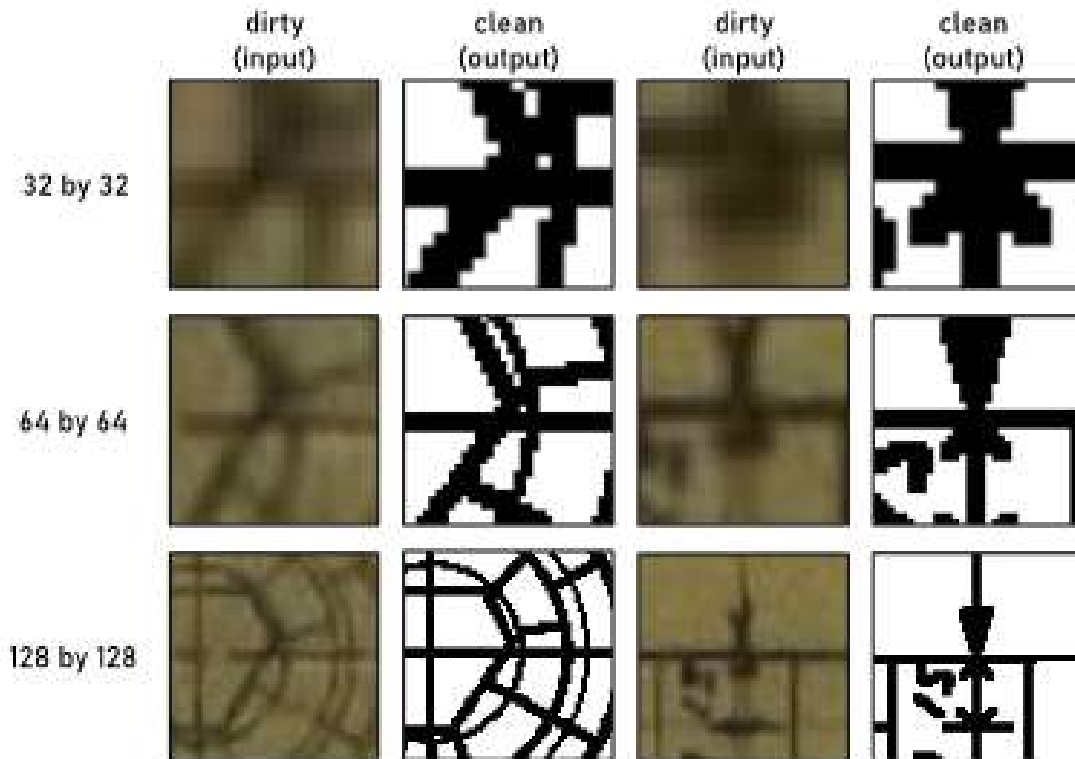 dirty clean dirty clean
(input) (output) (input) (output)
32 by 32
64 by 64
128 by 128